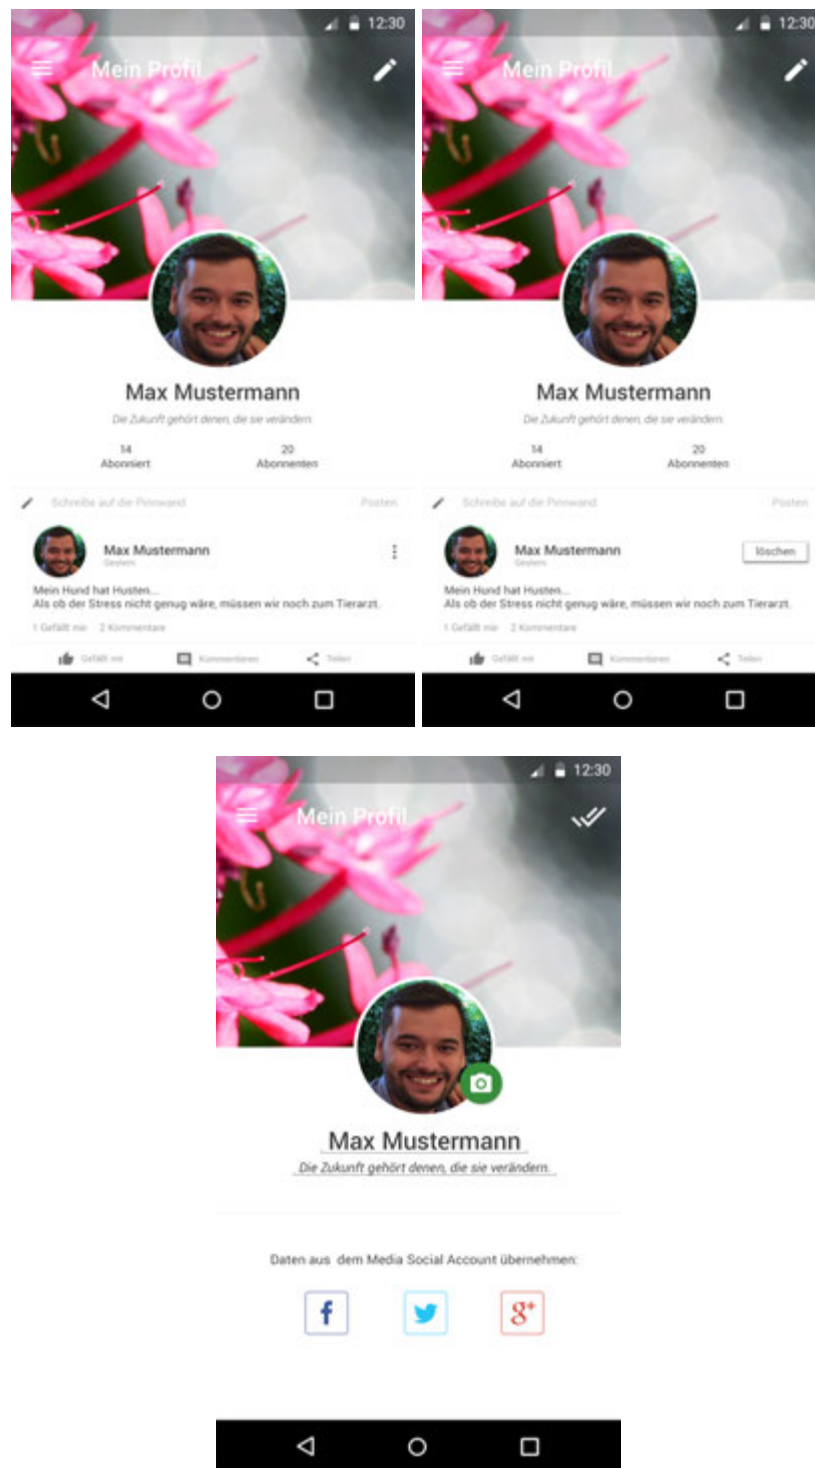 12:30
Mein Profil
Max Mustermann
Die Zukunft gehört denen, die sie verändern.
14 20
Abonniert Abonnenten
Schreibe auf die Pinnwand Posten
Max Mustermann
Gestern
Mein Hund hat Husten...
Als ob der Stress nicht genug wäre, müssen wir noch zum Tierarzt.
1 Gefällt mir 2 Kommentare
Gefällt mir Kommentieren Teilen
12:30
Mein Profil
Max Mustermann
Die Zukunft gehört denen, die sie verändern.
14 20
Abonniert Abonnenten
Schreibe auf die Pinnwand Posten
Max Mustermann löschen
Gestern
Mein Hund hat Husten...
Als ob der Stress nicht genug wäre, müssen wir noch zum Tierarzt.
1 Gefällt mir 2 Kommentare
Gefällt mir Kommentieren Teilen
12:30
Mein Profil
Max Mustermann
Die Zukunft gehört denen, die sie verändern.
Daten aus dem Media Social Account übernehmen:
f g+